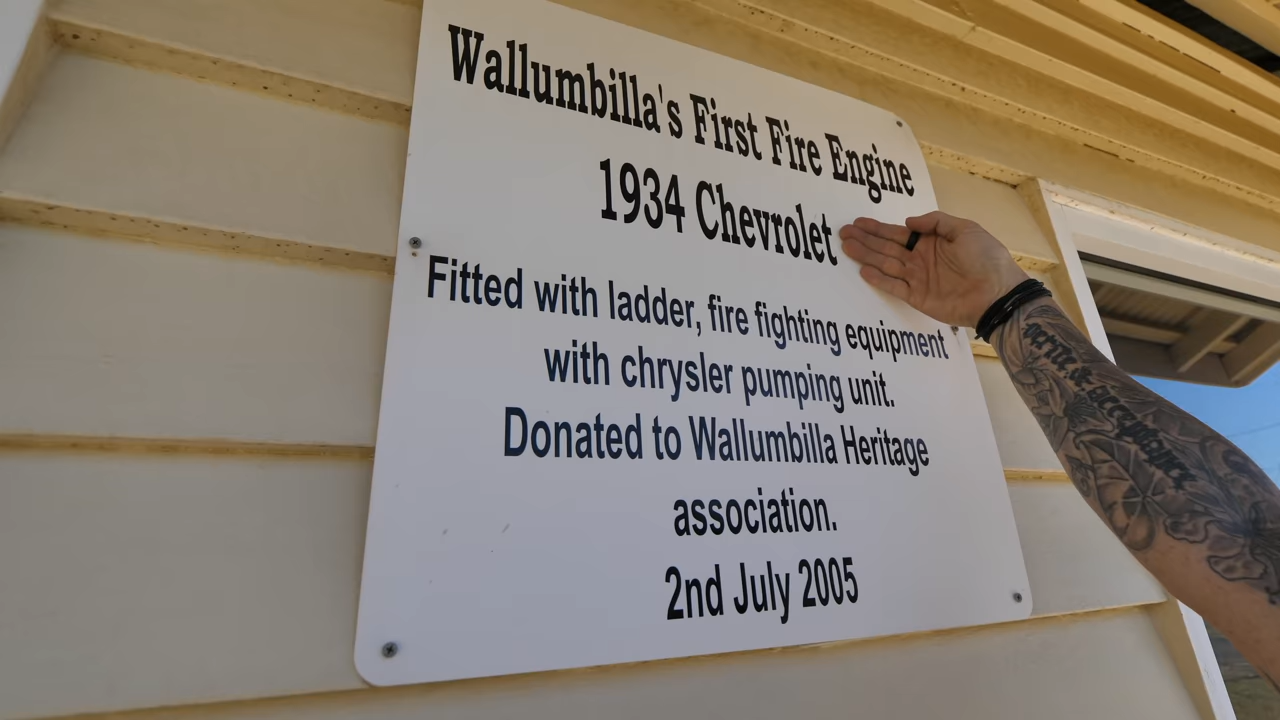 Wallumbilla's First Fire Engine
1934 Chevrolet
Fitted with ladder, fire fighting equipment
with chrysler pumping unit.
Donated to Wallumbilla Heritage
association.
2nd July 2005